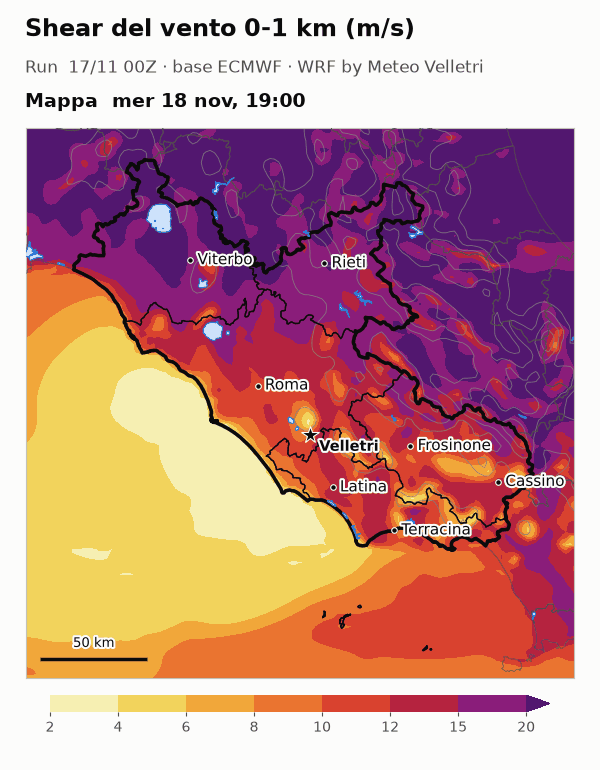 Shear del vento 0-1 km (m/s)
Run 17/11 00Z · base ECMWF · WRF by Meteo Velletri
Mappa mer 18 nov, 19:00
Viterbo
Rieti
Roma
Velletri
Frosinone
Latina
Cassino
Terracina
50 km
2 4 6 8 10 12 15 20